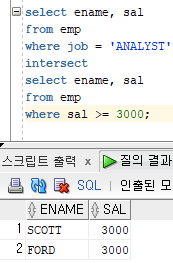 select ename, sal
from emp
where job = 'ANALYST'
intersect
select ename, sal
from emp
where sal >= 3000;
스크립트 출력 × 질의 결과
SQL | 인출된 모
ENAME SAL
1 SCOTT 3000
2 FORD 3000